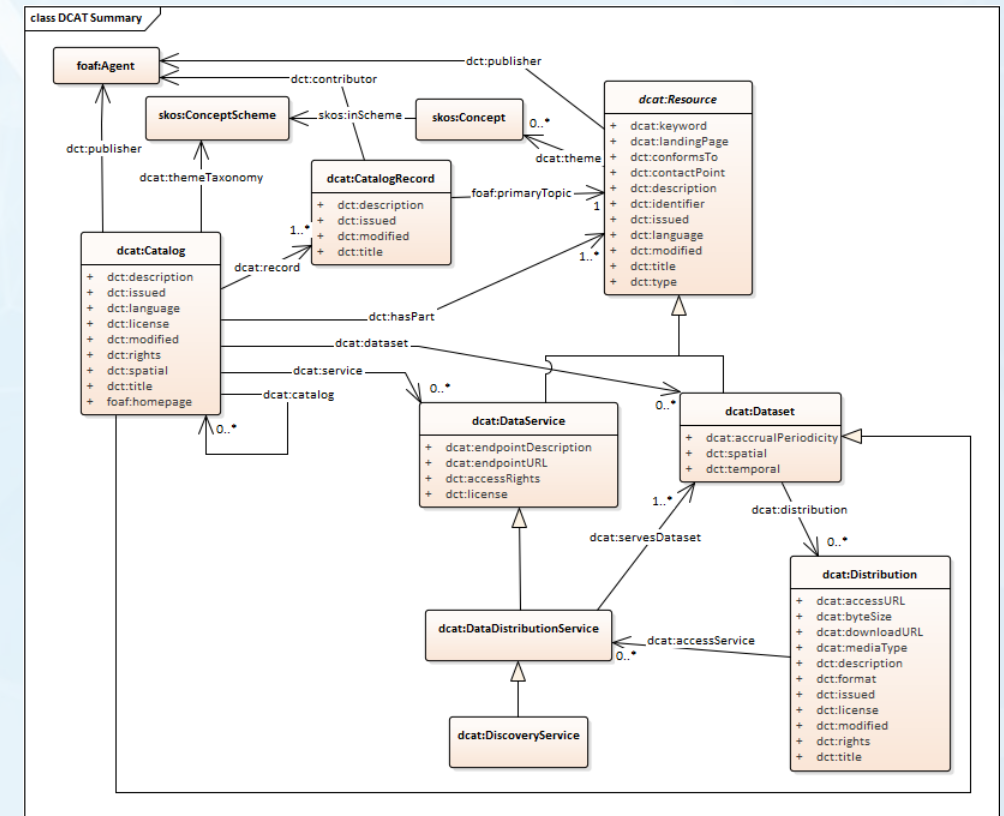 class DCAT Summary
foaf:Agent
dct:publisher
dct:contributor
dcat:Resource
+ dcat:keyword
+ dcat:landingPage
+ dct:conformsTo
+ dct:contactPoint
+ dct:description
+ dct:identifier
+ dct:issued
+ dct:language
+ dct:modified
+ dct:title
+ dct:type
skos:ConceptScheme
skos:inScheme
skos:Concept
0..*
dct:publisher
dcat:theme
dcat:themeTaxonomy
dcat:CatalogRecord
+ dct:description
+ dct:issued
+ dct:modified
+ dct:title
foaf:primaryTopic
1
1..*
dcat:Catalog
+ dct:description
+ dct:issued
+ dct:language
+ dct:license
+ dct:modified
+ dct:rights
+ dct:spatial
+ dct:title
+ foaf:homepage
dcat:record
1..*
dct:hasPart
dcat:dataset
dcat:service
0..*
dcat:catalog
0..*
0..*
dcat:DataService
+ dcat:endpointDescription
+ dcat:endpointURL
+ dct:accessRights
+ dct:license
dcat:Dataset
+ dcat:accrualPeriodicity
+ dct:spatial
+ dct:temporal
1..*
dcat:distribution
dcat:servesDataset
0..*
dcat:Distribution
+ dcat:accessURL
+ dcat:byteSize
+ dcat:downloadURL
+ dcat:mediaType
+ dct:description
+ dct:format
+ dct:issued
+ dct:license
+ dct:modified
+ dct:rights
+ dct:title
dcat:DataDistributionService
dcat:accessService
0..*
dcat:DiscoveryService